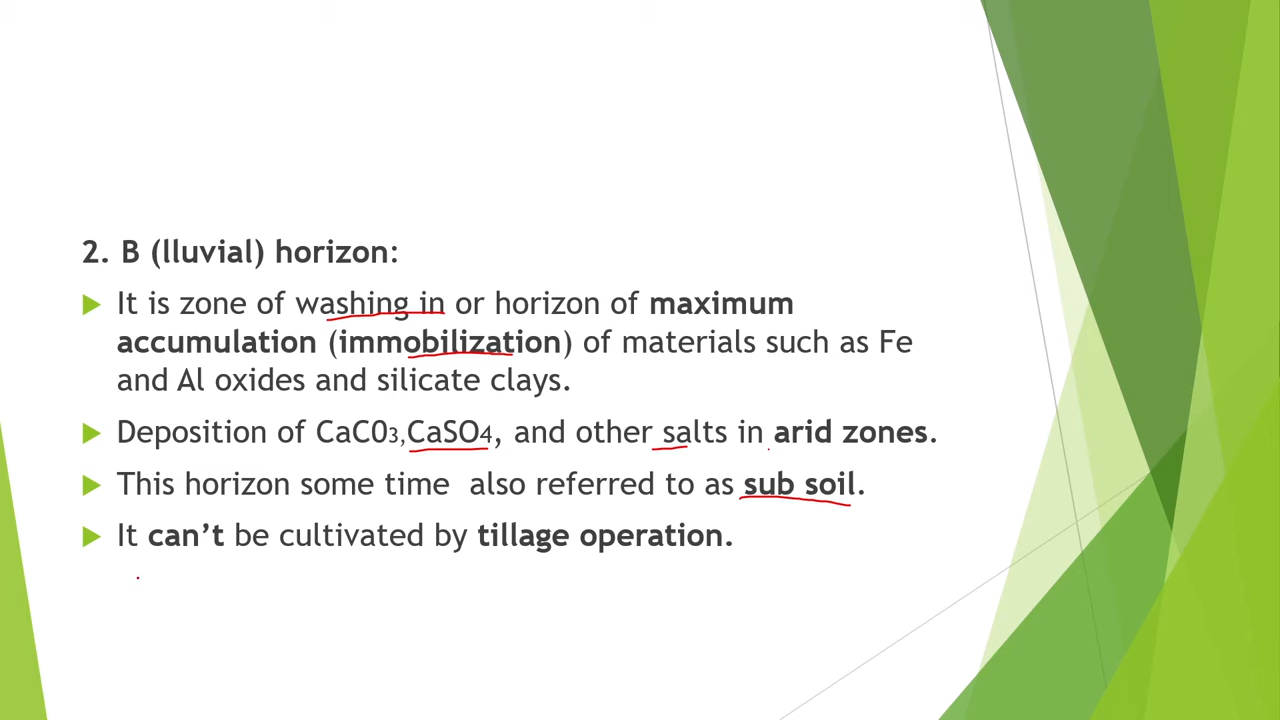 2. B (lluvial) horizon:
It is zone of washing in or horizon of maximum
accumulation (immobilization) of materials such as Fe
and Al oxides and silicate clays.
Deposition of CaC03,CaSO4, and other salts in arid zones.
This horizon some time also referred to as sub soil.
It can’t be cultivated by tillage operation.